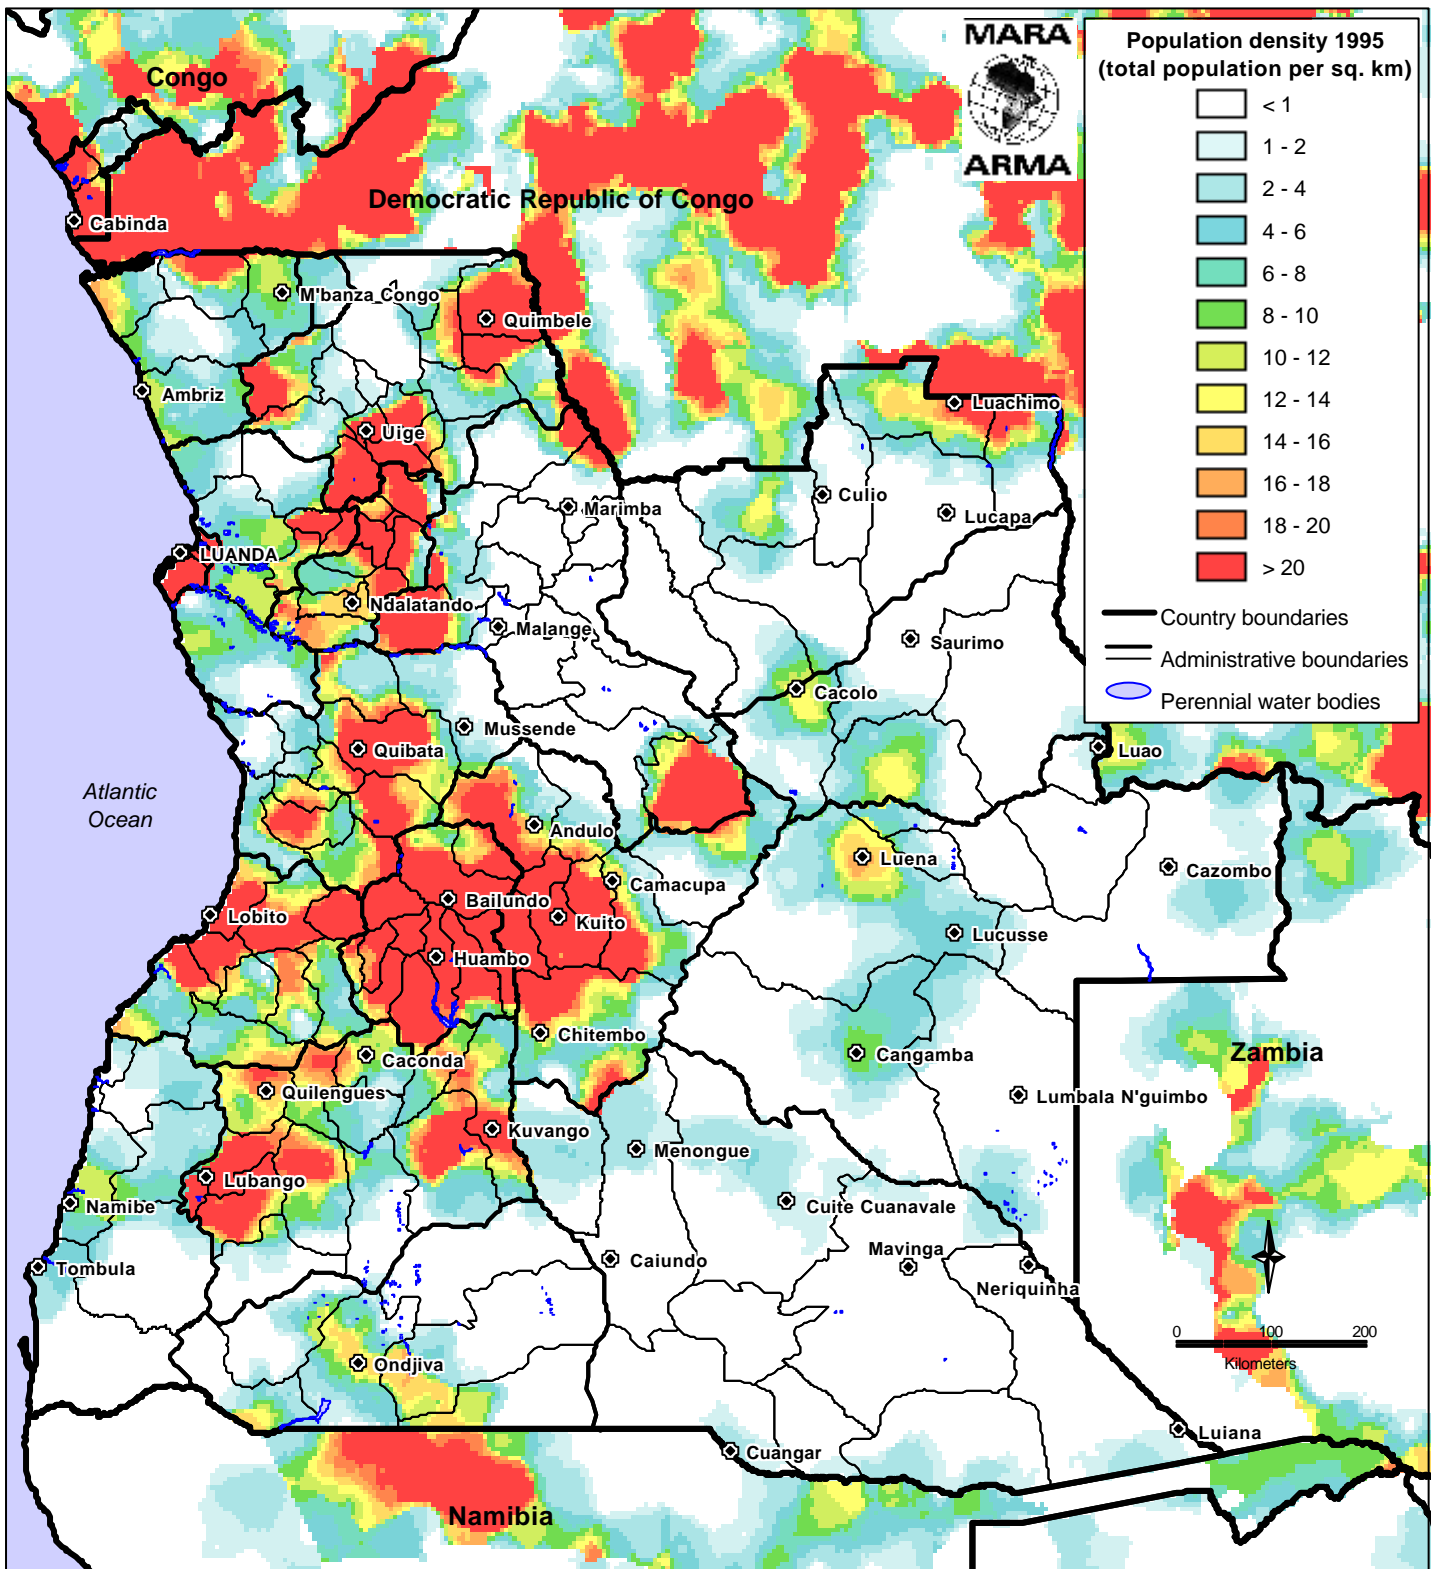 MARA
ARMA
Population density 1995
(total population per sq. km)
< 1
1 - 2
2 - 4
4 - 6
6 - 8
8 - 10
10 - 12
12 - 14
14 - 16
16 - 18
18 - 20
> 20
Country boundaries
Administrative boundaries
Perennial water bodies
Congo
Democratic Republic of Congo
Cabinda
M'banza Congo
Quimbele
Ambriz
Luachimo
Uige
Culio
Marimba
Lucapa
LUANDA
Ndalatando
Malange
Saurimo
Cacolo
Mussende
Quibata
Luao
Atlantic
Ocean
Andulo
Luena
Cazombo
Camacupa
Bailundo
Lobito
Kuito
Lucusse
Huambo
Chitembo
Caconda
Cangamba
Zambia
Quilengues
Lumbala N'guimbo
Kuvango
Menongue
Lubango
Namibe
Cuite Cuanavale
Mavinga
Tombula
Caiundo
Neriquinha
0 100 200
Kilometers
Ondjiva
Luiana
Cuangar
Namibia